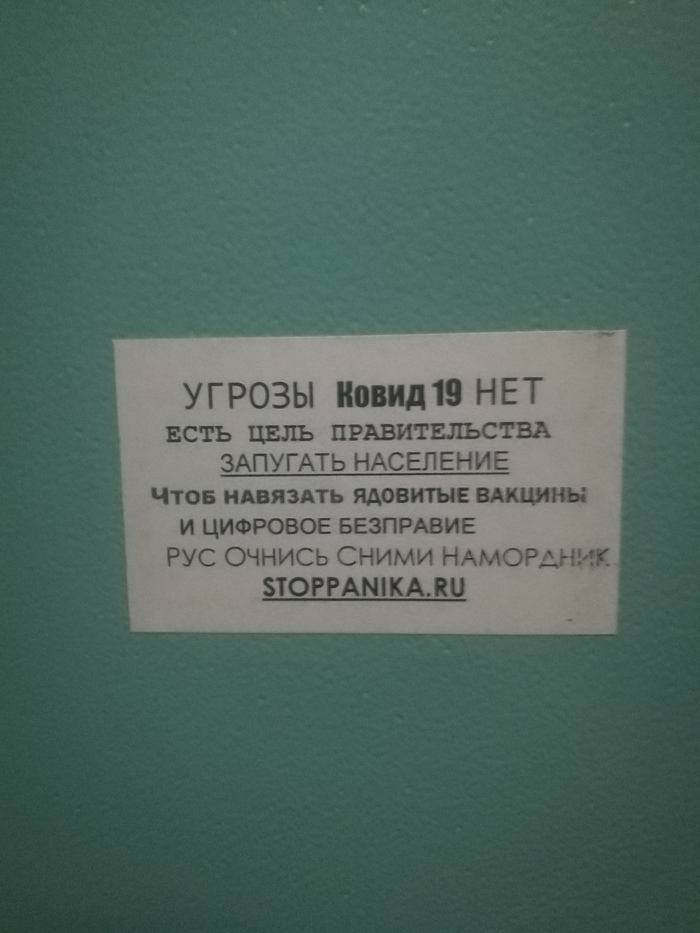 УГРОЗЫ Ковид 19 НЕТ
ЕСТЬ ЦЕЛЬ ПРАВИТЕЛЬСТВА
ЗАПУГАТЬ НАСЕЛЕНИЕ
ЧТОБ НАВЯЗАТЬ ЯДОВИТЫЕ ВАКЦИНЫ
И ЦИФРОВОЕ БЕЗПРАВИЕ
РУС ОЧНИСЬ СНИМИ НАМОРДНИК
STOPPANIKA.RU